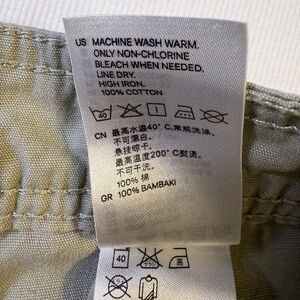 US MACHINE WASH WARM.
ONLY NON-CHLORINE
BLEACH WHEN NEEDED.
LINE DRY.
HIGH IRON.
100% COTTON
40
CN 最高水温40°C,常规洗涤,
不可漂白,
悬挂晾干,
最高温度200°C熨烫,
不可干洗,
100% 棉
GR 100% ΒΑΜΒΑΚΙ
40